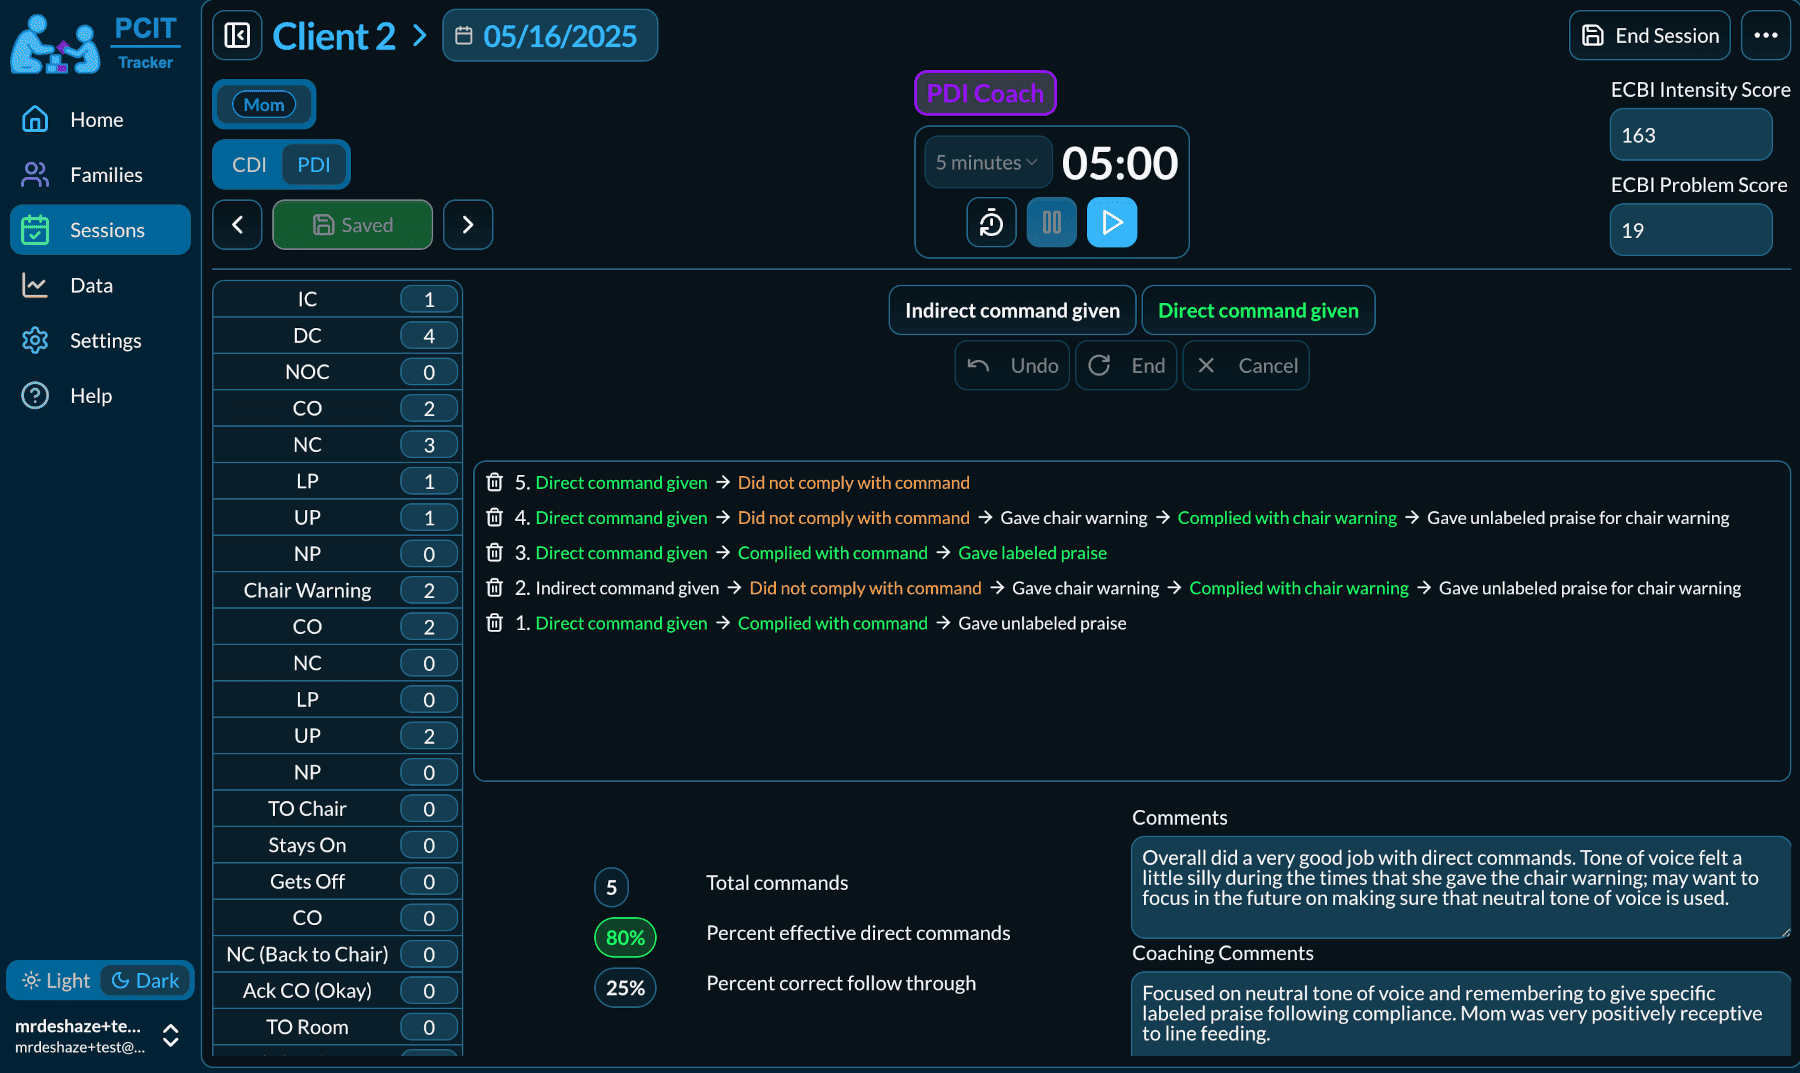 PCIT
Tracker
Home
Families
Sessions
Data
Settings
Help
Light Dark
mrdeshaze+te...
mrdeshaze+test@...
Client 2 > 05/16/2025
End Session
Mom
CDI PDI
Saved
PDI Coach
5 minutes 05:00
ECBI Intensity Score
163
ECBI Problem Score
19
IC 1
DC 4
NOC 0
CO 2
NC 3
LP 1
UP 1
NP 0
Chair Warning 2
CO 2
NC 0
LP 0
UP 2
NP 0
TO Chair 0
Stays On 0
Gets Off 0
CO 0
NC (Back to Chair) 0
Ack CO (Okay) 0
TO Room 0
Indirect command given Direct command given
Undo End Cancel
5. Direct command given → Did not comply with command
4. Direct command given → Did not comply with command → Gave chair warning → Complied with chair warning → Gave unlabeled praise for chair warning
3. Direct command given → Complied with command → Gave labeled praise
2. Indirect command given → Did not comply with command → Gave chair warning → Complied with chair warning → Gave unlabeled praise for chair warning
1. Direct command given → Complied with command → Gave unlabeled praise
5 Total commands
80% Percent effective direct commands
25% Percent correct follow through
Comments
Overall did a very good job with direct commands. Tone of voice felt a
little silly during the times that she gave the chair warning; may want to
focus in the future on making sure that neutral tone of voice is used.
Coaching Comments
Focused on neutral tone of voice and remembering to give specific
labeled praise following compliance. Mom was very positively receptive
to line feeding.